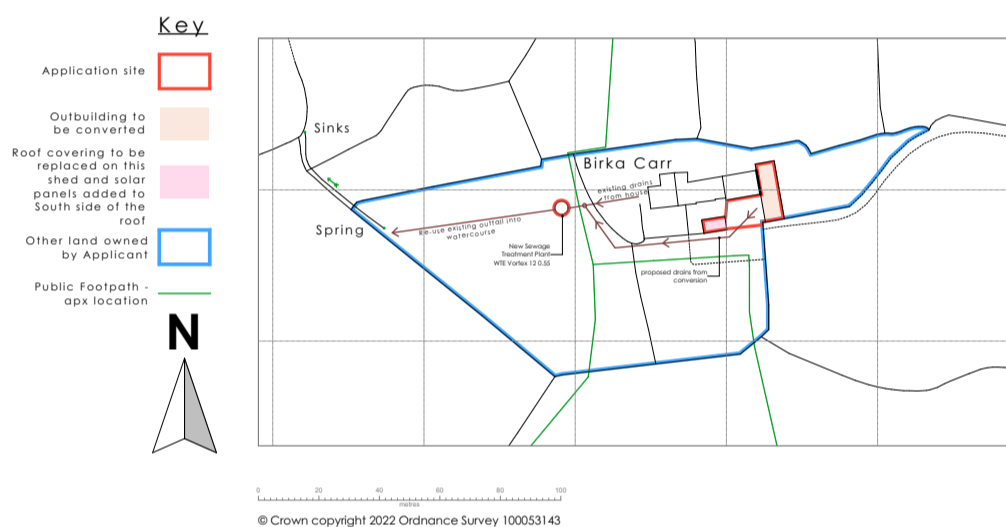 Key
Application site
Outbuilding to
be converted
Roof covering to be
replaced on this
shed and solar
panels added to
South side of the
roof
Other land owned
by Applicant
Public Footpath -
apx location
N
Sinks
Spring
Birka Carr
existing drains
from house
Re-use existing outfall into
watercourse
New Sewage
Treatment Plant
WTE Vortex 12 0.55
proposed drains from
conversion
0 20 40 60 80 100
metres
© Crown copyright 2022 Ordnance Survey 100053143